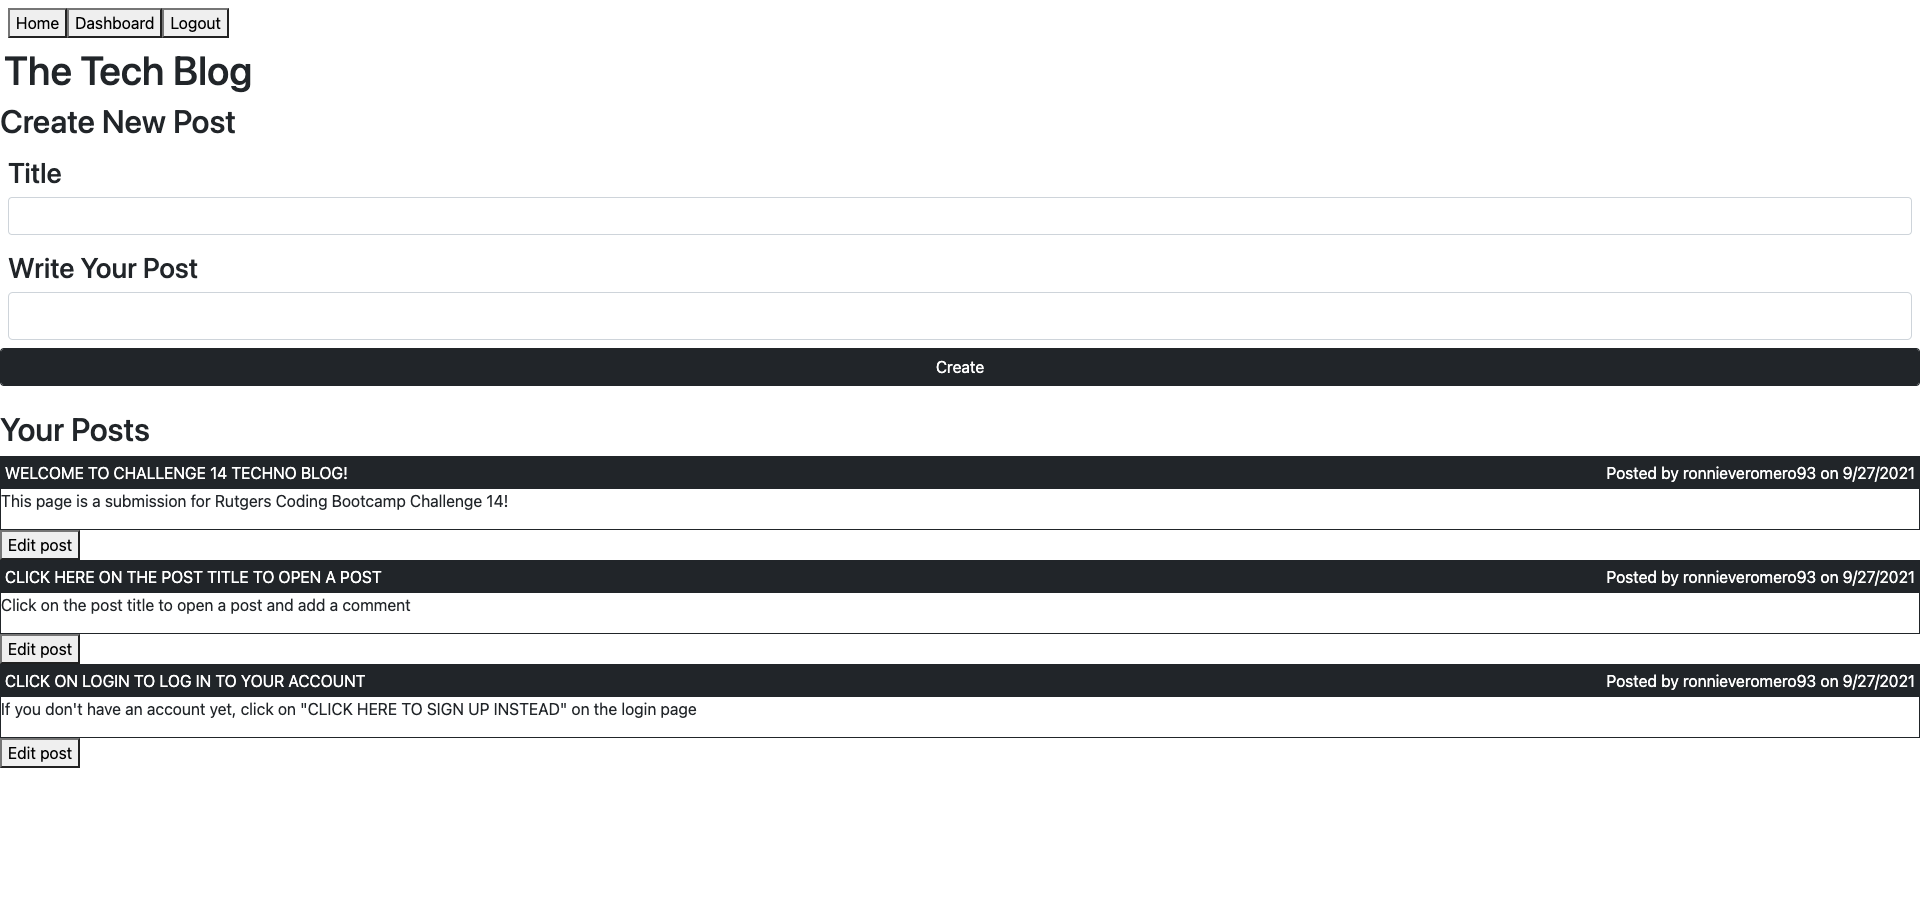 Home Dashboard Logout
The Tech Blog
Create New Post
Title
Write Your Post
Create
Your Posts
WELCOME TO CHALLENGE 14 TECHNO BLOG! Posted by ronnieveromero93 on 9/27/2021
This page is a submission for Rutgers Coding Bootcamp Challenge 14!
Edit post
CLICK HERE ON THE POST TITLE TO OPEN A POST Posted by ronnieveromero93 on 9/27/2021
Click on the post title to open a post and add a comment
Edit post
CLICK ON LOGIN TO LOG IN TO YOUR ACCOUNT Posted by ronnieveromero93 on 9/27/2021
If you don't have an account yet, click on "CLICK HERE TO SIGN UP INSTEAD" on the login page
Edit post